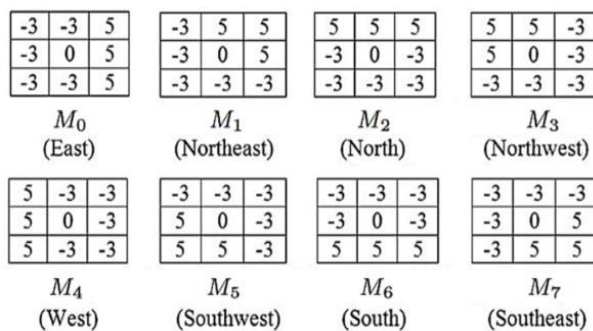 -3 -3 5 -3 5 5 5 5 5 5 5 -3
-3 0 5 -3 0 5 -3 0 -3 5 0 -3
-3 -3 5 -3 -3 -3 -3 -3 -3 -3 -3 -3
M0 M1 M2 M3
(East) (Northeast) (North) (Northwest)
5 -3 -3 -3 -3 -3 -3 -3 -3 -3 -3 -3
5 0 -3 5 0 -3 -3 0 -3 -3 0 5
5 -3 -3 5 5 -3 5 5 5 -3 5 5
M4 M5 M6 M7
(West) (Southwest) (South) (Southeast)